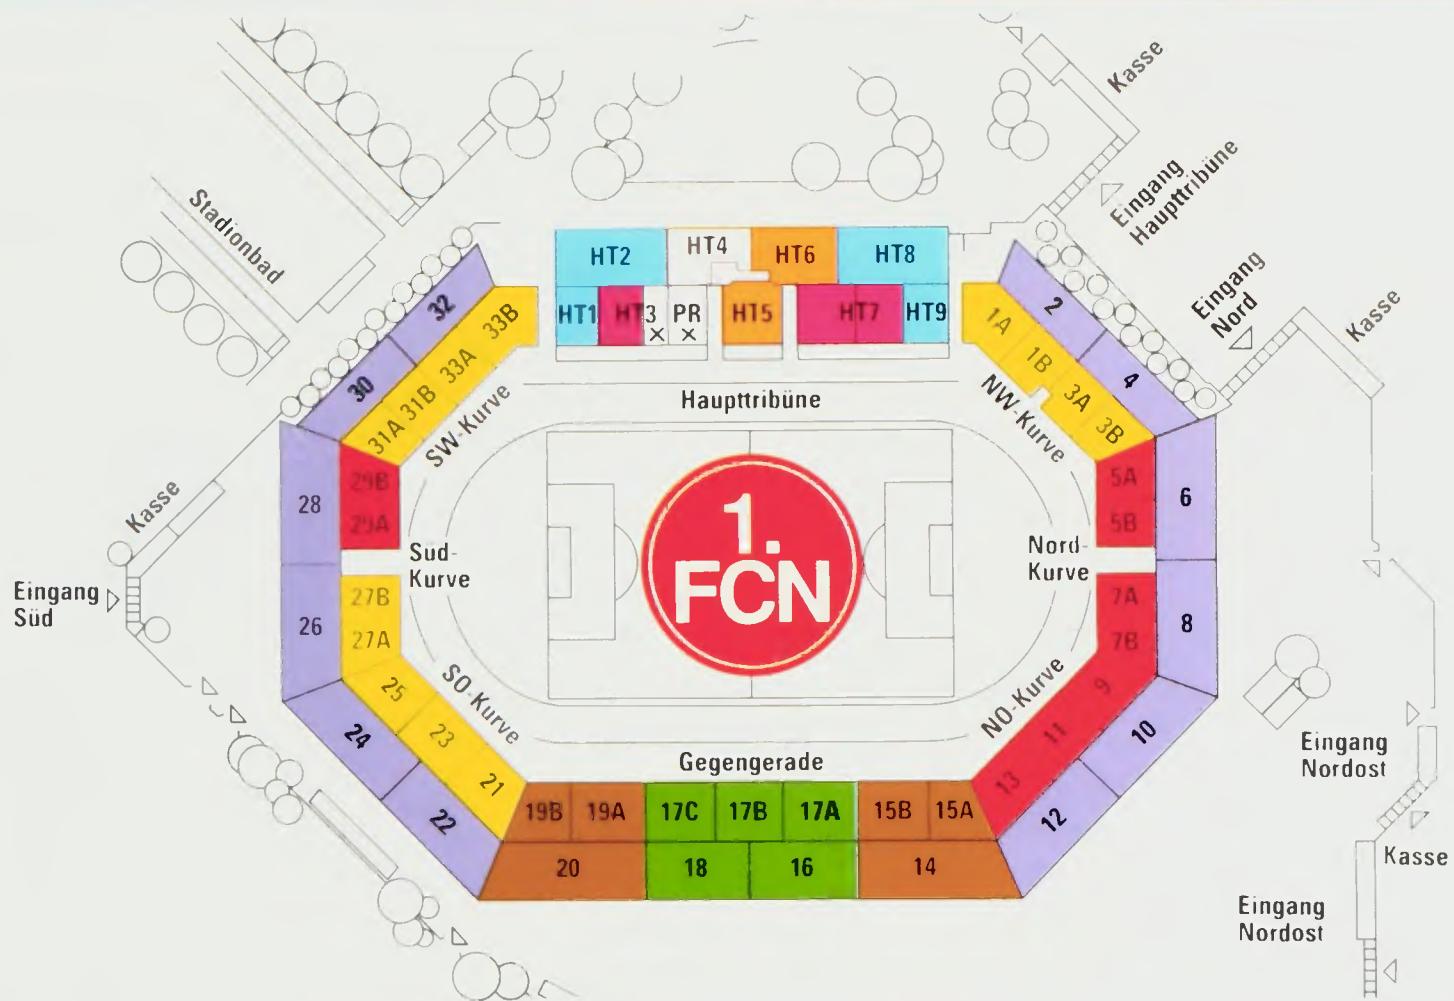 Kasse
Eingang
Haupttribüne
Eingang
Nord
Kasse
Stadionbad
HT2
HT4
HT6
HT8
HT1
HT3
PR
HT5
HT7
HT9
X
X
32
33B
33A
30
31B
31A
SW-Kurve
Haupttribüne
1A
2
1B
4
3A
3B
NW-Kurve
28
29B
29A
5A
5B
6
Kasse
Süd-
Kurve
1.
FCN
Nord-
Kurve
Eingang
Süd
26
27B
27A
7A
7B
8
25
23
21
24
22
SO-Kurve
NO-Kurve
9
11
13
10
12
Gegengerade
19B
19A
17C
17B
17A
15B
15A
20
18
16
14
Eingang
Nordost
Kasse
Eingang
Nordost